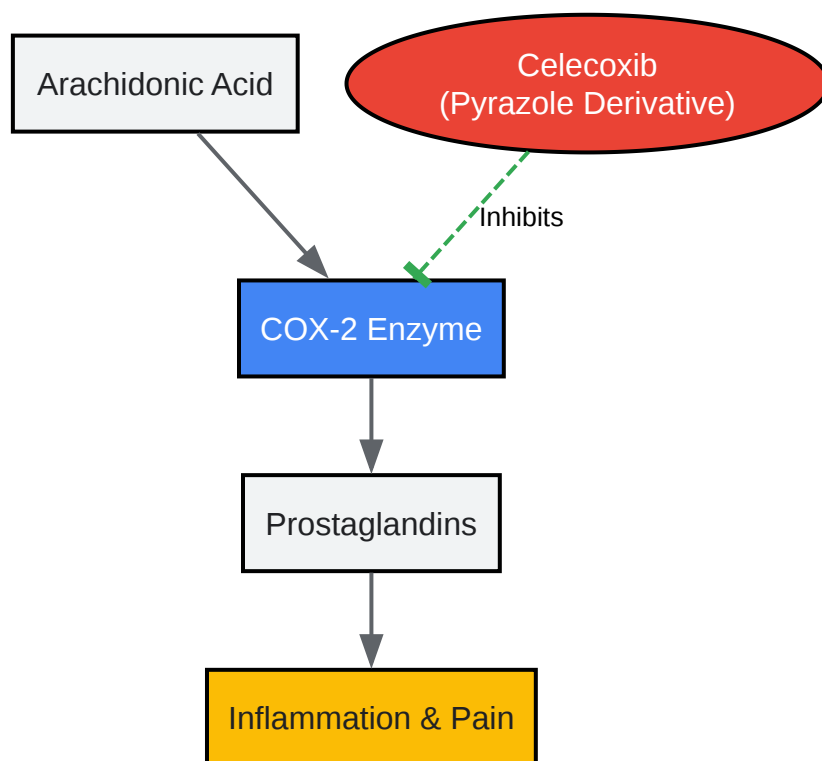 Arachidonic Acid
Celecoxib
(Pyrazole Derivative)
Inhibits
COX-2 Enzyme
Prostaglandins
Inflammation & Pain